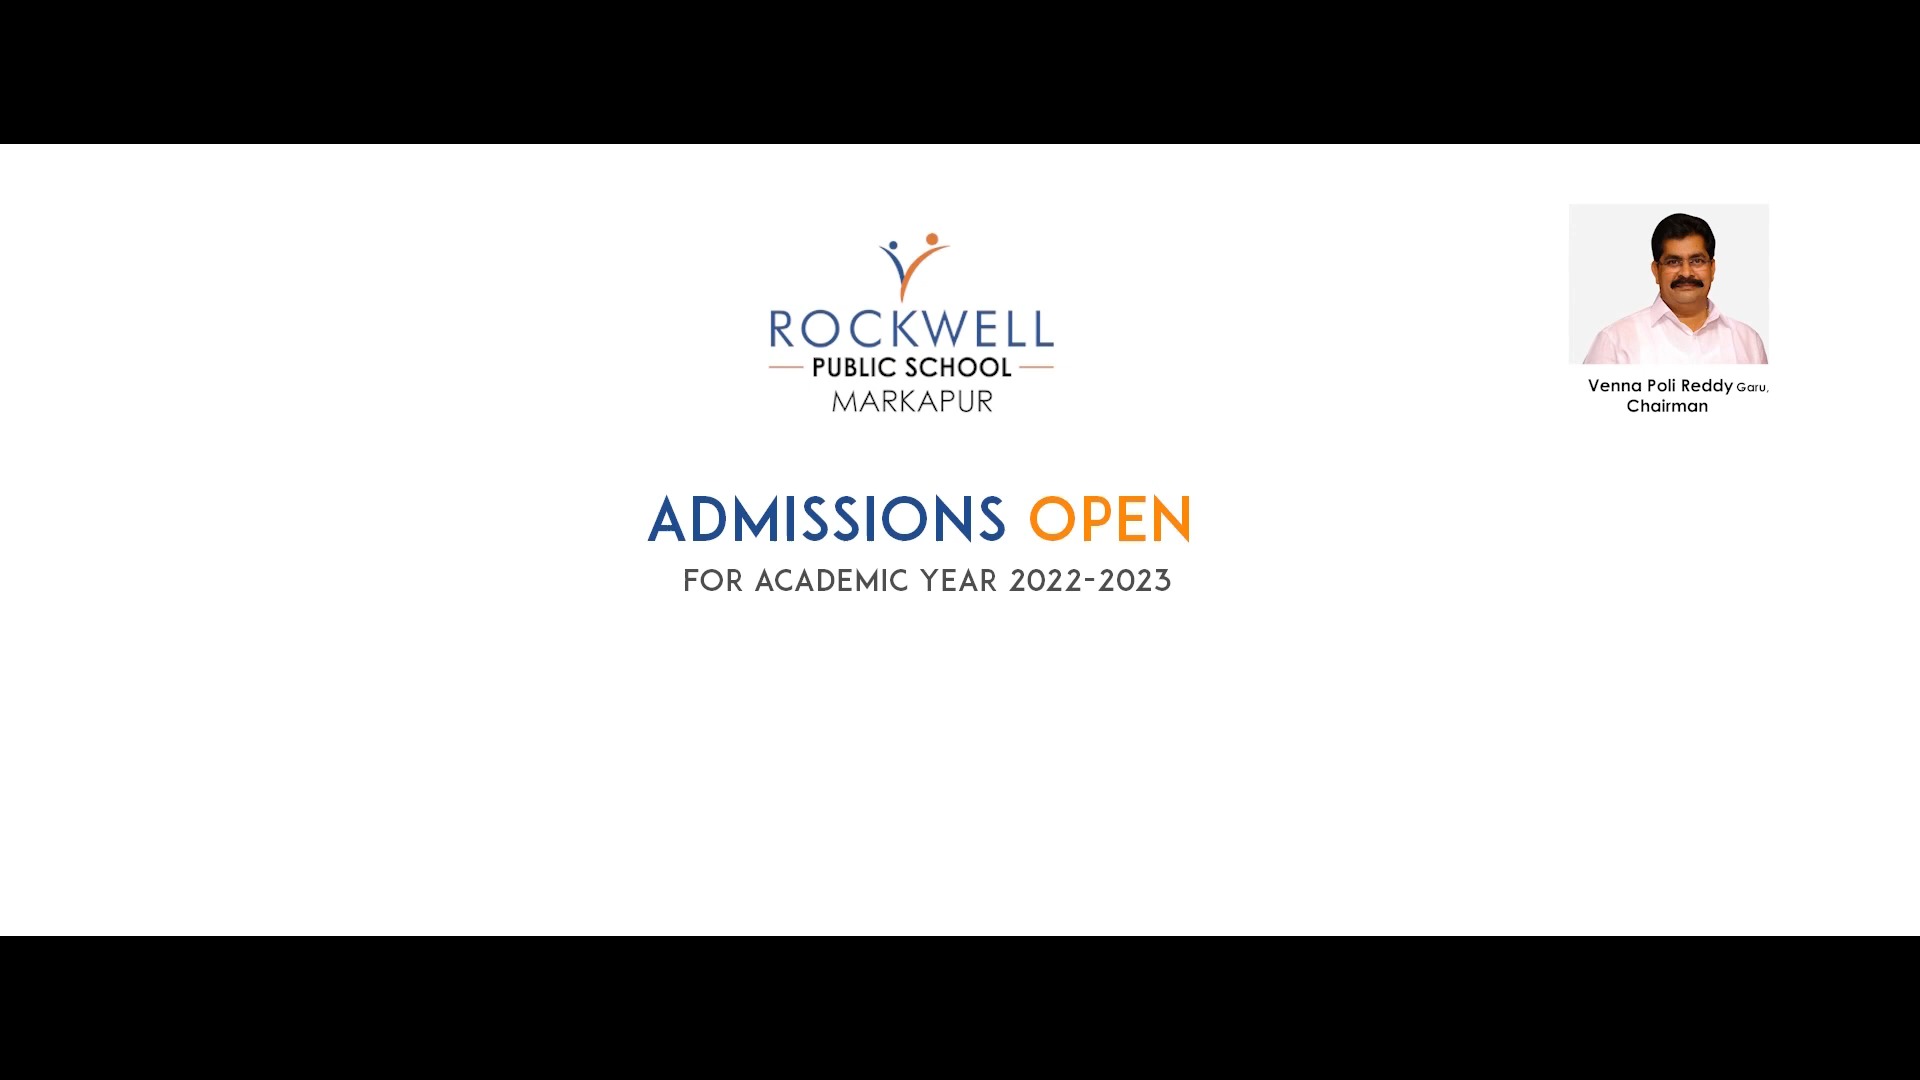 ROCKWELL
PUBLIC SCHOOL
MARKAPUR
Venna Poli Reddy Garu,
Chairman
ADMISSIONS OPEN
FOR ACADEMIC YEAR 2022-2023